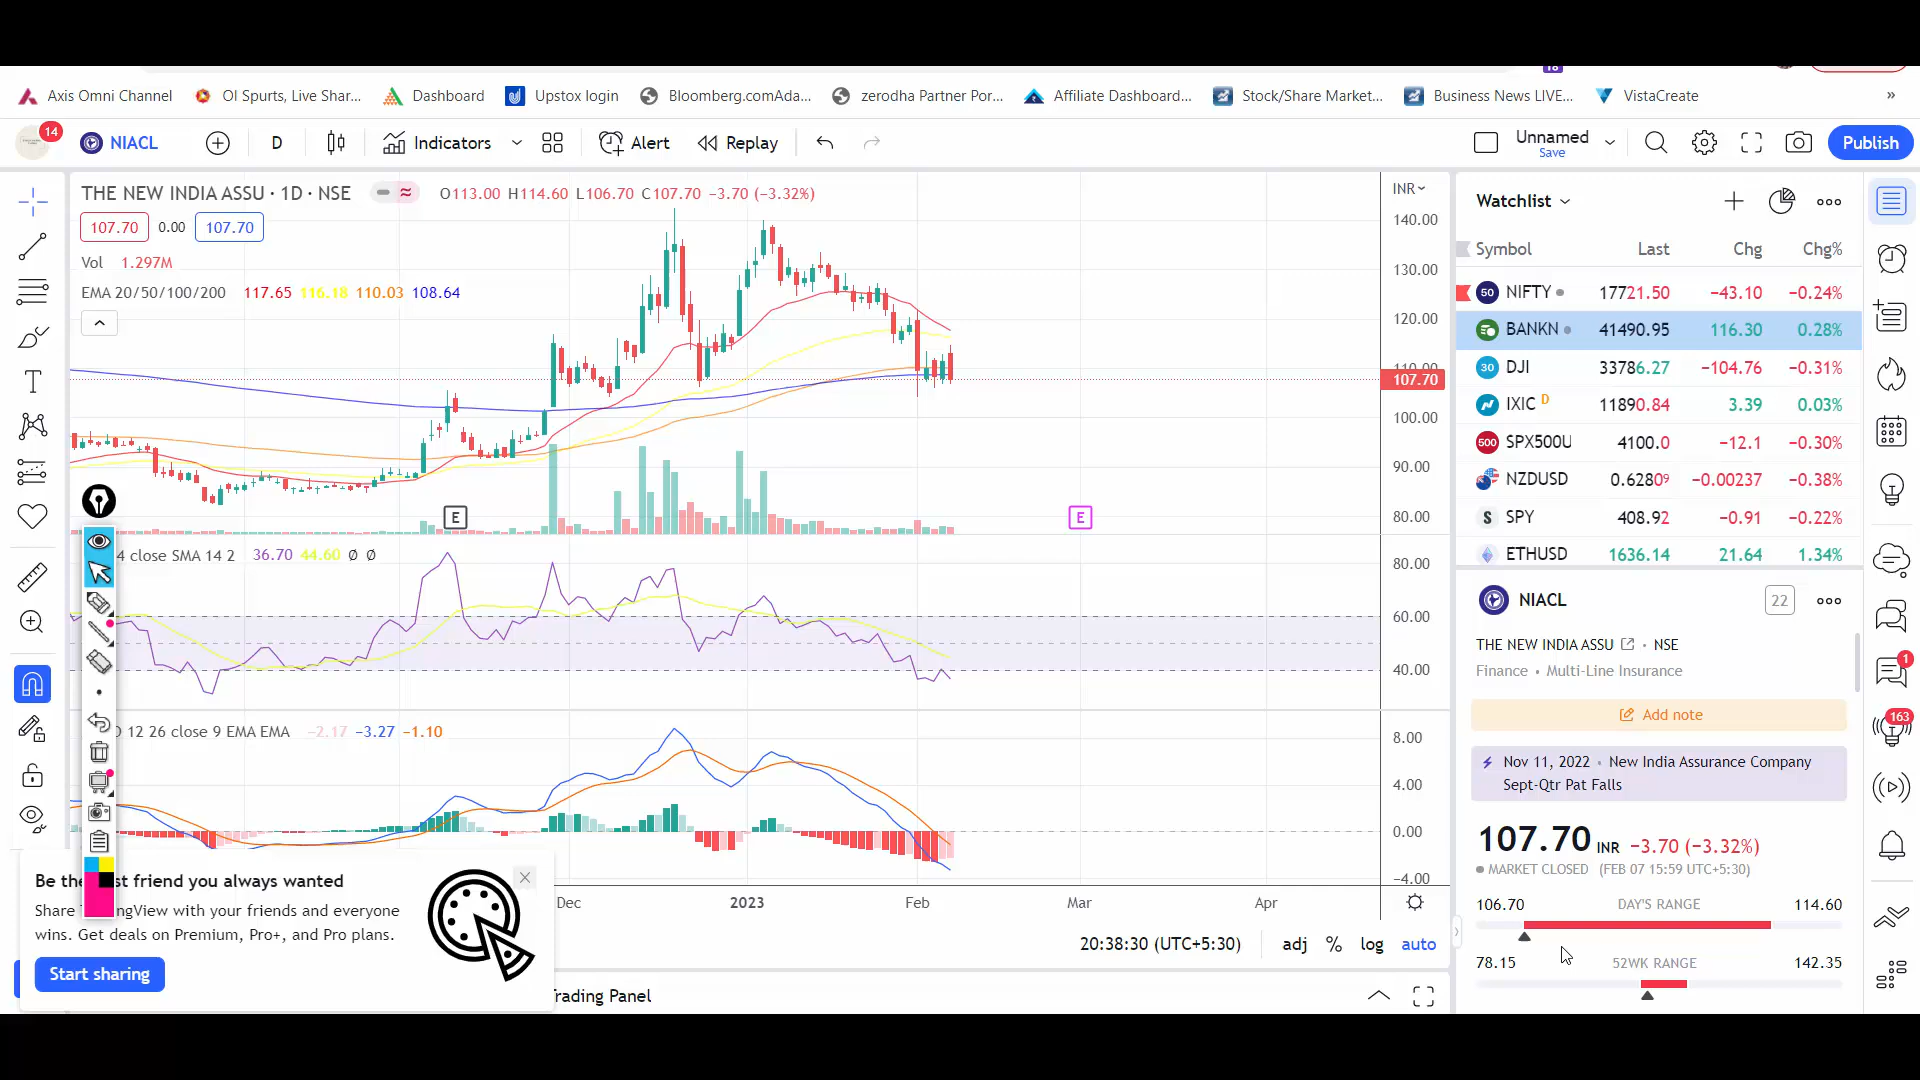 Axis Omni Channel
OI Spurts, Live Shar...
Dashboard
Upstox login
Bloomberg.comAda...
zerodha Partner Por...
Affiliate Dashboard...
Stock/Share Market...
Business News LIVE...
VistaCreate
»
14
NIACL
D
Indicators
Alert
Replay
Unnamed
Save
Publish
THE NEW INDIA ASSU · 1D · NSE
O113.00 H114.60 L106.70 C107.70 −3.70 (−3.32%)
107.70
0.00
107.70
Vol 1.297M
EMA 20/50/100/200 117.65 116.18 110.03 108.64
INR
140.00
130.00
120.00
110.00
107.70
100.00
90.00
80.00
E
E
4 close SMA 14 2 36.70 44.60 Ø Ø
80.00
60.00
40.00
D 12 26 close 9 EMA EMA −2.17 −3.27 −1.10
8.00
4.00
0.00
−4.00
Dec
2023
Feb
Mar
Apr
20:38:30 (UTC+5:30)
adj
%
log
auto
Trading Panel
Be the
st friend you always wanted
Share T
ngView with your friends and everyone
wins. Get deals on Premium, Pro+, and Pro plans.
Start sharing
Watchlist
Symbol Last Chg Chg%
50 NIFTY 17721.50 −43.10 −0.24%
BANKN 41490.95 116.30 0.28%
30 DJI 33786.27 −104.76 −0.31%
IXIC D 11890.84 3.39 0.03%
500 SPX500U 4100.0 −12.1 −0.30%
NZDUSD 0.62809 −0.00237 −0.38%
S SPY 408.92 −0.91 −0.22%
ETHUSD 1636.14 21.64 1.34%
NIACL
22
THE NEW INDIA ASSU · NSE
Finance • Multi-Line Insurance
Add note
Nov 11, 2022 • New India Assurance Company
Sept-Qtr Pat Falls
107.70 INR −3.70 (−3.32%)
MARKET CLOSED (FEB 07 15:59 UTC+5:30)
106.70 DAY'S RANGE 114.60
78.15 52WK RANGE 142.35
1
163